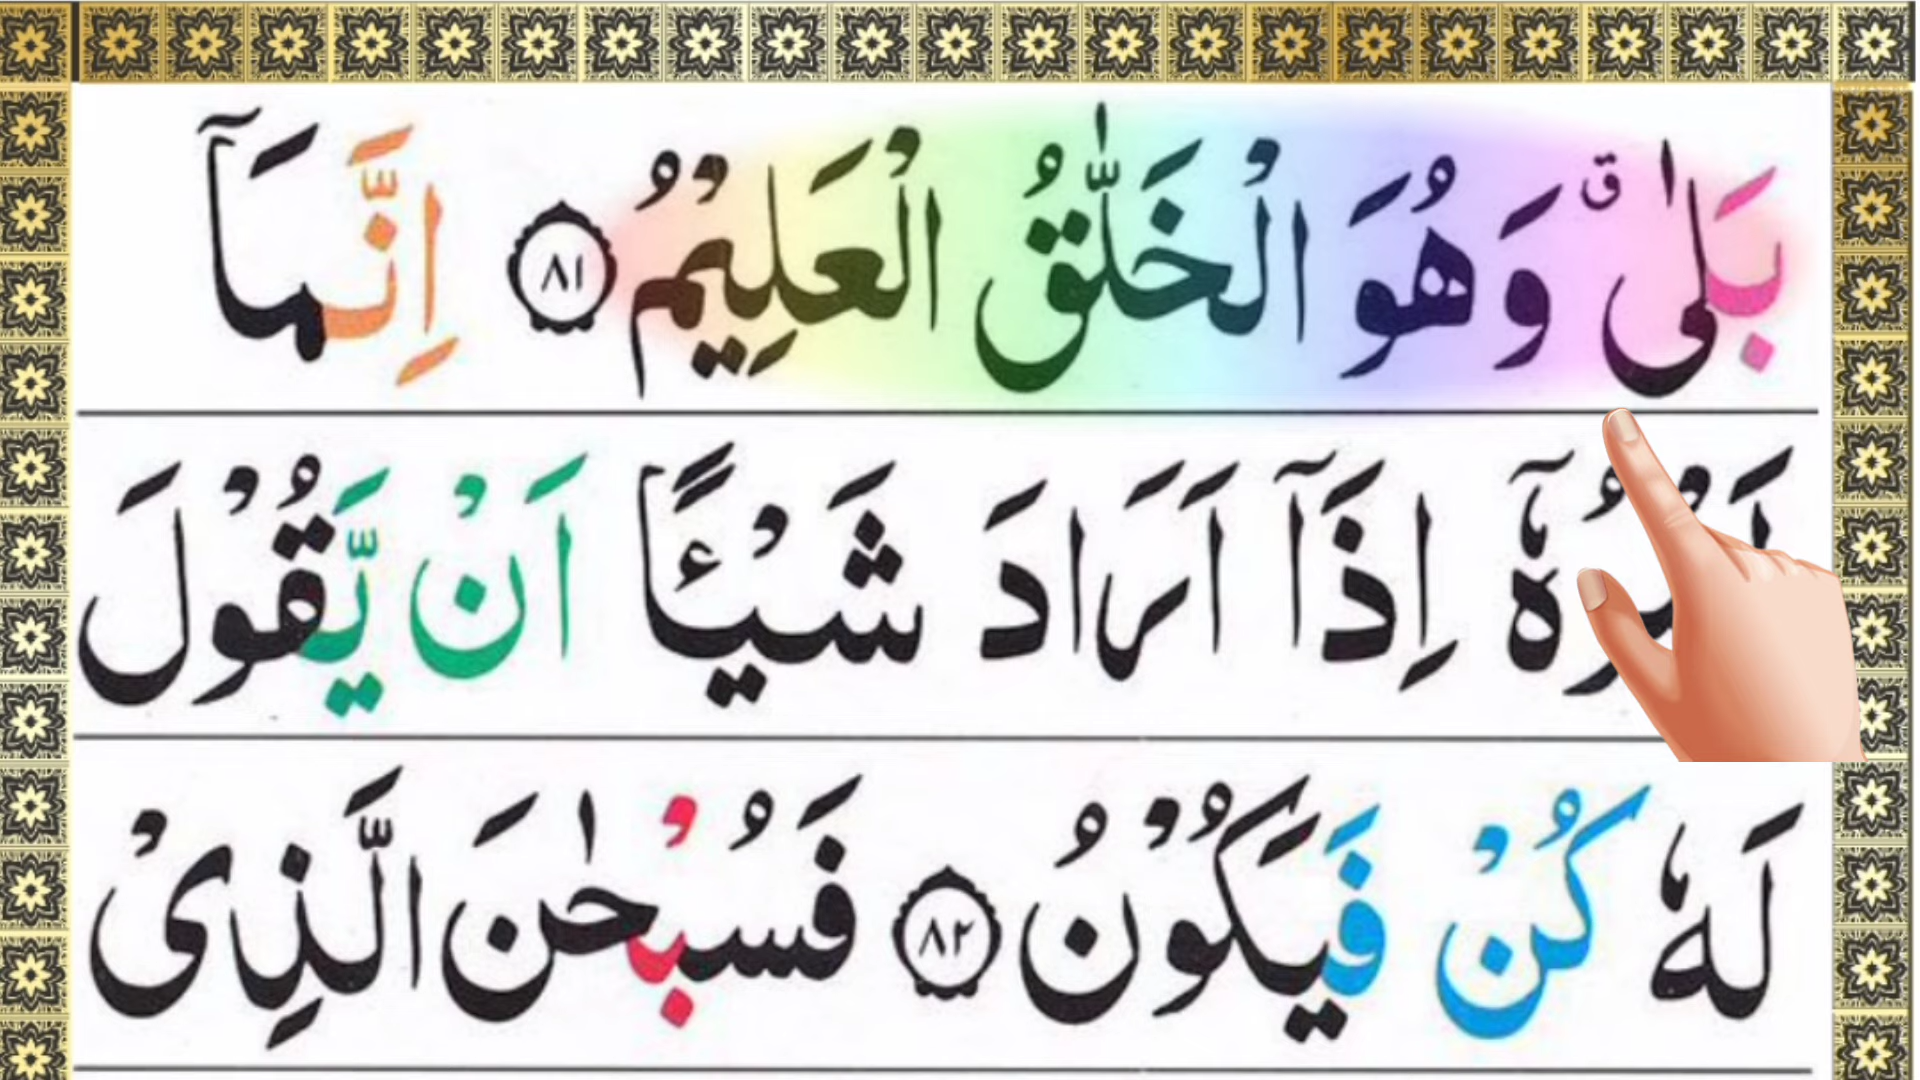 بَلٰى ۗ وَهُوَ الْخَلّٰقُ الْعَلِيْمُ ﴿٨١﴾ اِنَّمَآ
اِذَآ اَرَادَ شَيْـًٔا اَنْ يَّقُوْلَ
لَهٗ كُنْ فَيَكُوْنُ ﴿٨٢﴾ فَسُبْحٰنَ الَّذِىْ